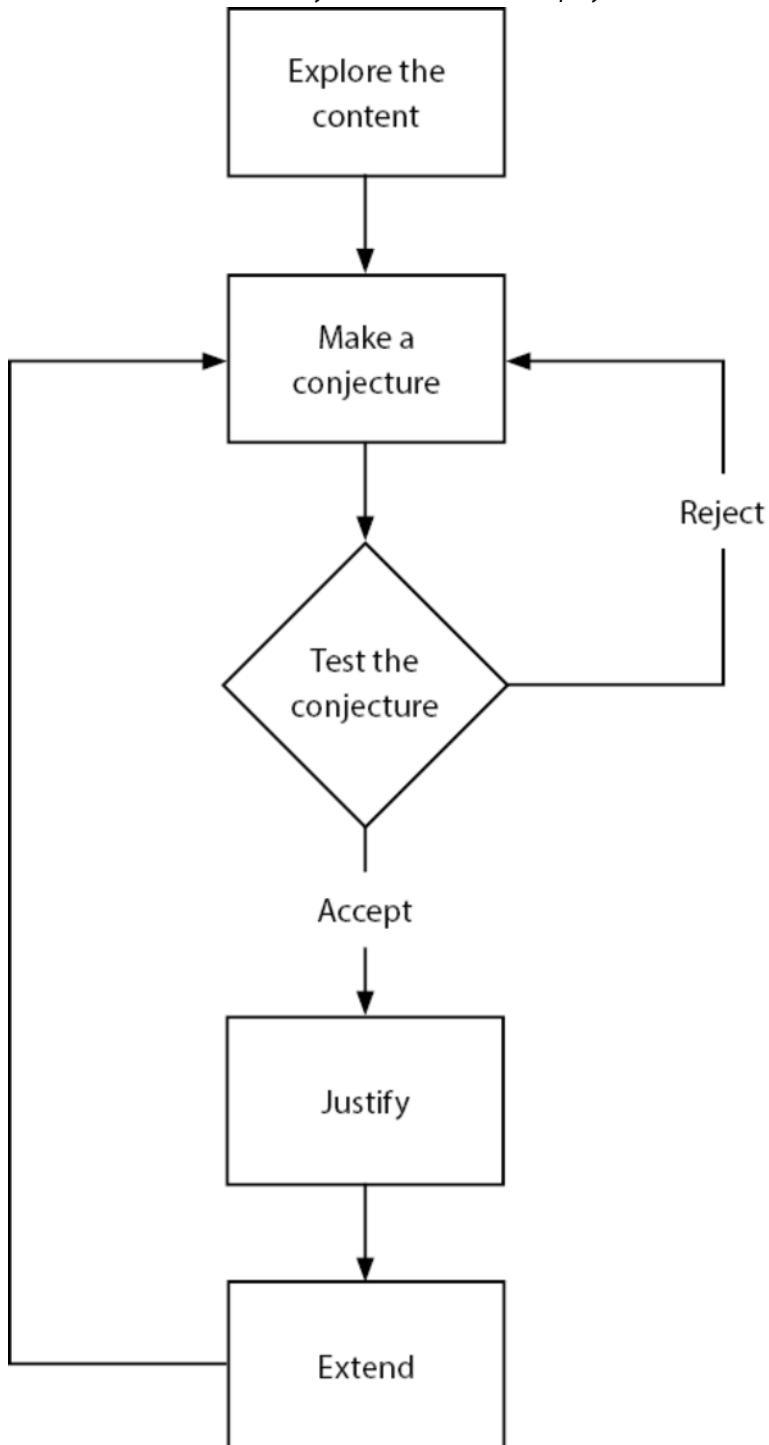 Explore the
content
Make a
conjecture
Reject
Test the
conjecture
Accept
Justify
Extend